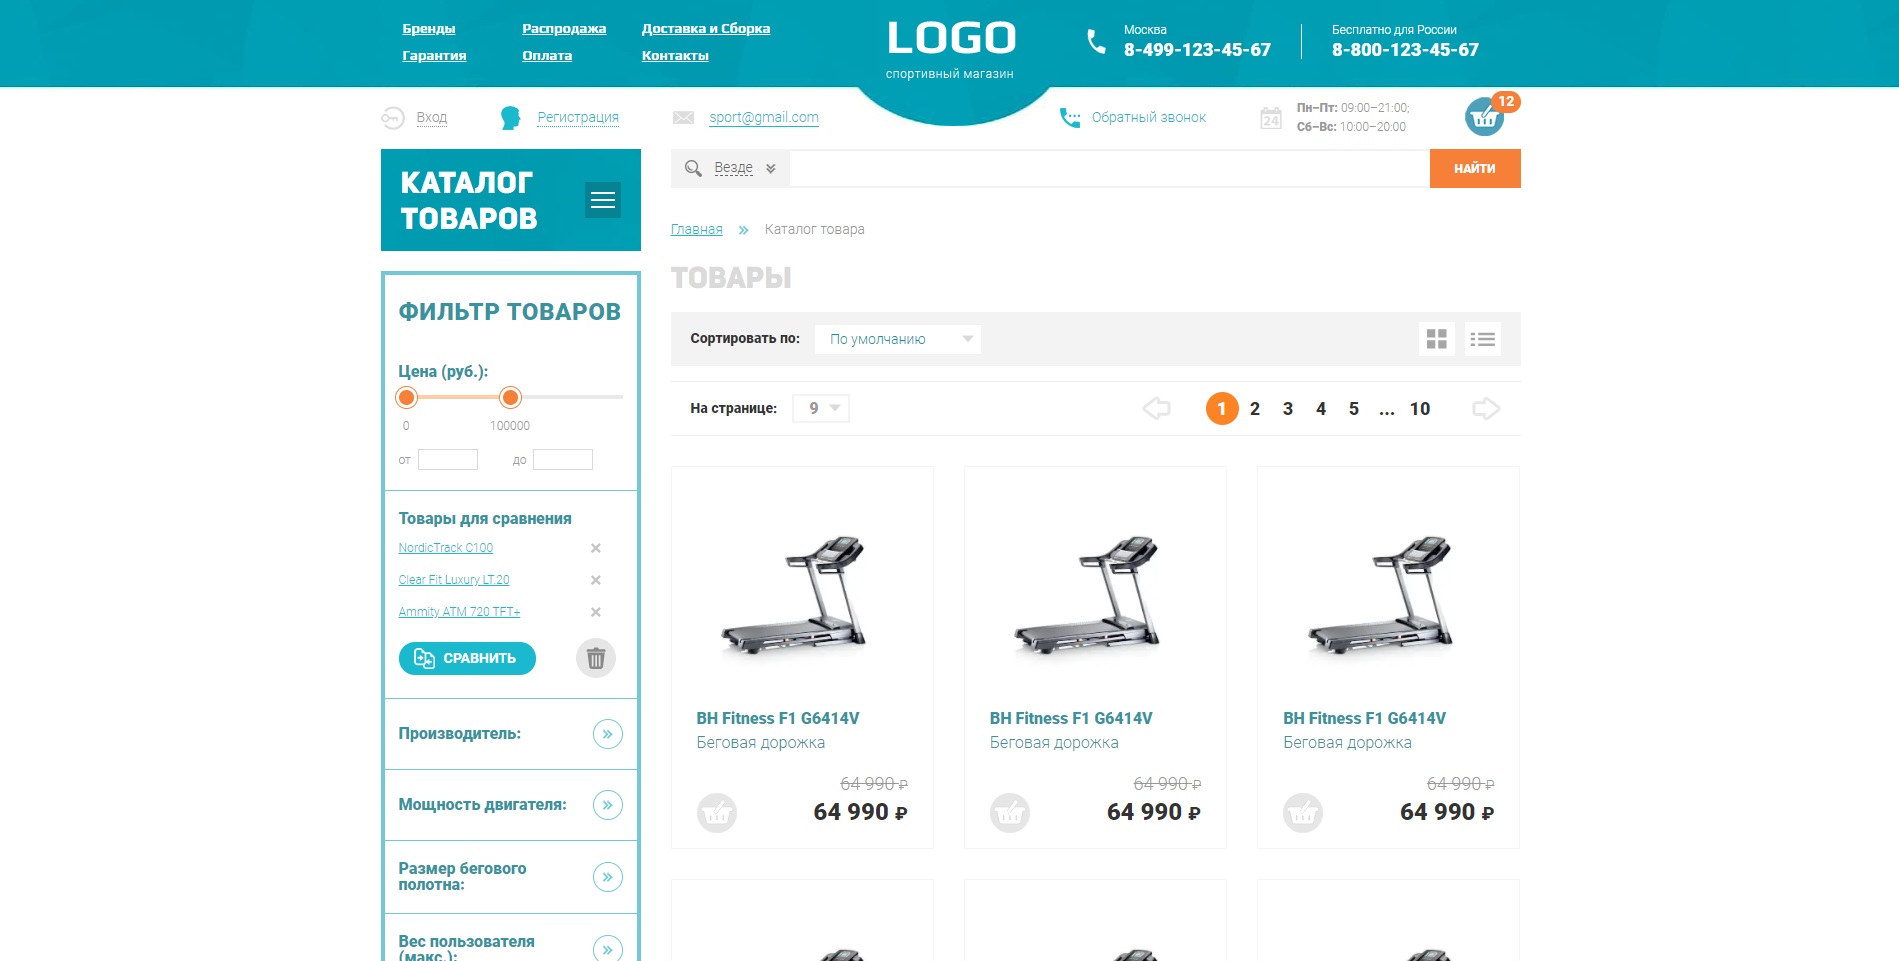 Бренды Распродажа Доставка и Сборка
Гарантия Оплата Контакты
LOGO
спортивный магазин
Москва
8-499-123-45-67
Бесплатно для России
8-800-123-45-67
Вход
Регистрация
sport@gmail.com
Обратный звонок
24
Пн–Пт: 09:00–21:00;
Сб–Вс: 10:00–20:00
12
КАТАЛОГ
ТОВАРОВ
Везде
НАЙТИ
Главная » Каталог товара
ТОВАРЫ
Сортировать по: По умолчанию
На странице: 9
1 2 3 4 5 ... 10
ФИЛЬТР ТОВАРОВ
Цена (руб.):
0 100000
от до
Товары для сравнения
NordicTrack C100
Clear Fit Luxury LT.20
Ammity ATM 720 TFT+
СРАВНИТЬ
Производитель:
Мощность двигателя:
Размер бегового
полотна:
Вес пользователя
(макс.):
BH Fitness F1 G6414V
Беговая дорожка
64 990 ₽
64 990 ₽
BH Fitness F1 G6414V
Беговая дорожка
64 990 ₽
64 990 ₽
BH Fitness F1 G6414V
Беговая дорожка
64 990 ₽
64 990 ₽